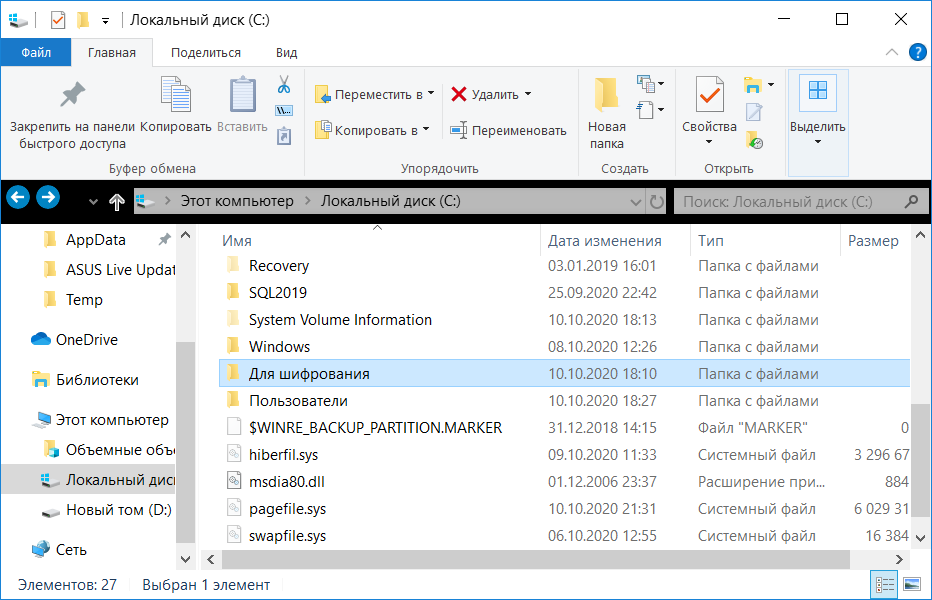 Локальный диск (C:)
Файл Главная Поделиться Вид
Закрепить на панели быстрого доступа
Копировать
Вставить
Буфер обмена
Переместить в
Копировать в
Удалить
Переименовать
Упорядочить
Новая папка
Создать
Свойства
Открыть
Выделить
Этот компьютер > Локальный диск (C:)
Поиск: Локальный диск (C:)
AppData
ASUS Live Updat
Temp
OneDrive
Библиотеки
Этот компьютер
Объемные объ
Локальный дис
Новый том (D:)
Сеть
Имя Дата изменения Тип Размер
Recovery 03.01.2019 16:01 Папка с файлами
SQL2019 25.09.2020 22:42 Папка с файлами
System Volume Information 10.10.2020 18:13 Папка с файлами
Windows 08.10.2020 12:26 Папка с файлами
Для шифрования 10.10.2020 18:10 Папка с файлами
Пользователи 10.10.2020 18:27 Папка с файлами
$WINRE_BACKUP_PARTITION.MARKER 31.12.2018 14:15 Файл "MARKER" 0
hiberfil.sys 09.10.2020 11:33 Системный файл 3 296 67
msdia80.dll 01.12.2006 23:37 Расширение при... 884
pagefile.sys 10.10.2020 21:31 Системный файл 6 029 31
swapfile.sys 06.10.2020 12:55 Системный файл 16 384
Элементов: 27 Выбран 1 элемент